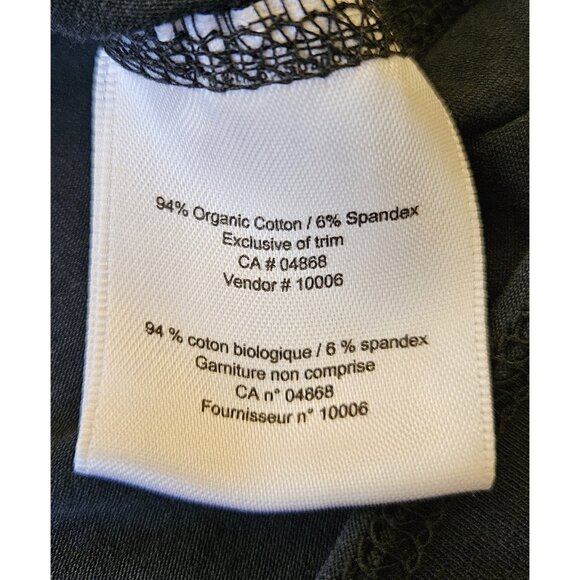 94% Organic Cotton / 6% Spandex
Exclusive of trim
CA # 04868
Vendor # 10006
94 % coton biologique / 6 % spandex
Garniture non comprise
CA n° 04868
Fournisseur n° 10006